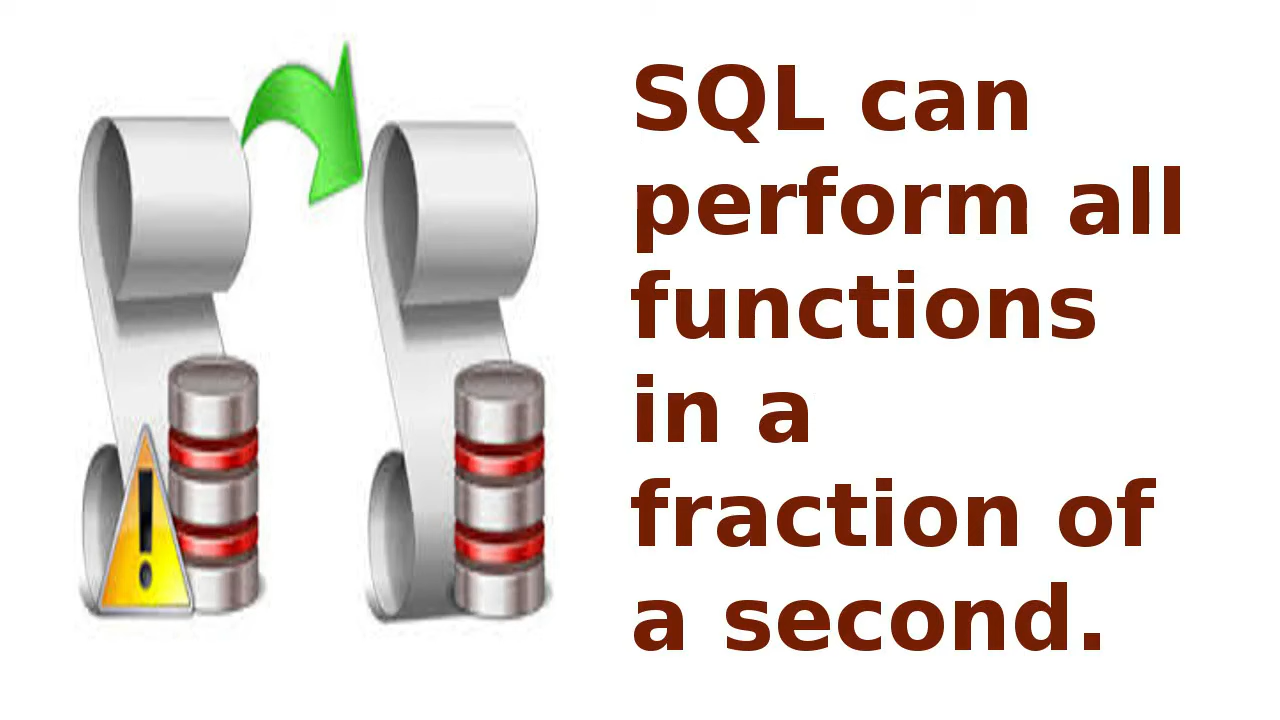 SQL can
perform all
functions
in a
fraction of
a second.